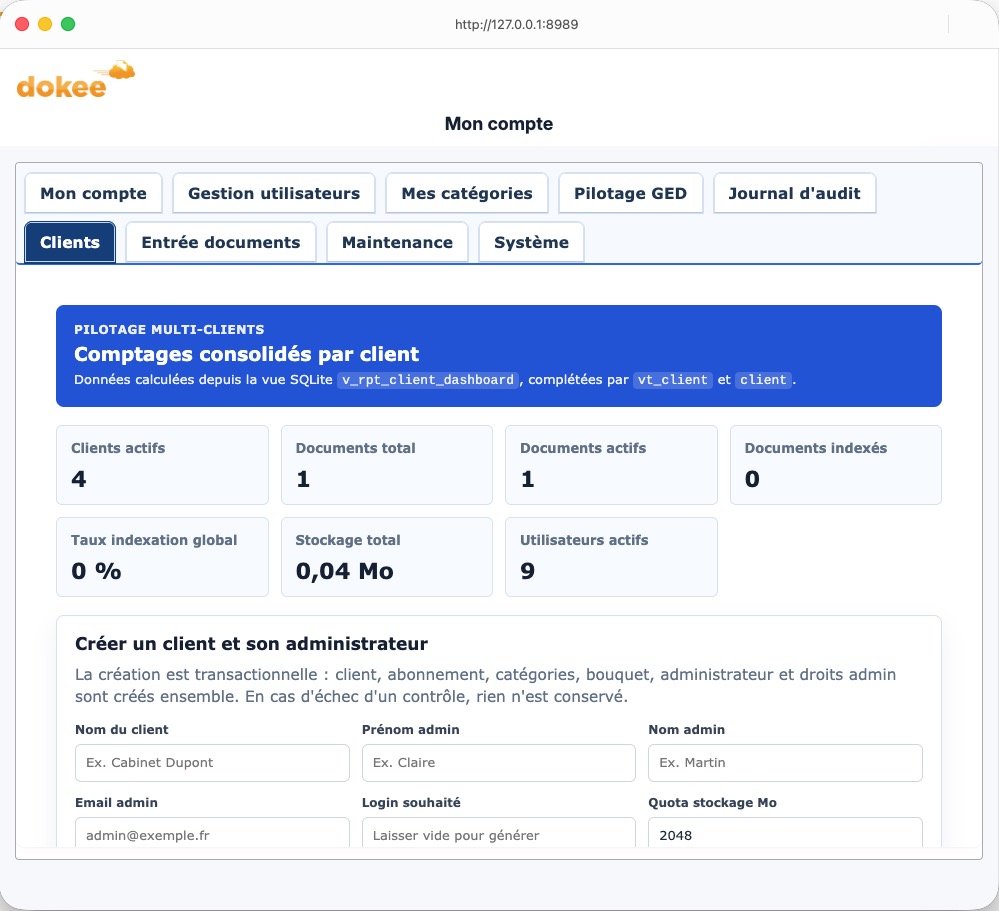 http://127.0.0.1:8989
dokee
Mon compte
Mon compte Gestion utilisateurs Mes catégories Pilotage GED Journal d'audit
Clients Entrée documents Maintenance Système
PILOTAGE MULTI-CLIENTS
Comptages consolidés par client
Données calculées depuis la vue SQLite v_rpt_client_dashboard, complétées par vt_client et client.
Clients actifs Documents total Documents actifs Documents indexés
4 1 1 0
Taux indexation global Stockage total Utilisateurs actifs
0 % 0,04 Mo 9
Créer un client et son administrateur
La création est transactionnelle : client, abonnement, catégories, bouquet, administrateur et droits admin
sont créés ensemble. En cas d'échec d'un contrôle, rien n'est conservé.
Nom du client Prénom admin Nom admin
Ex. Cabinet Dupont Ex. Claire Ex. Martin
Email admin Login souhaité Quota stockage Mo
admin@exemple.fr Laisser vide pour générer 2048